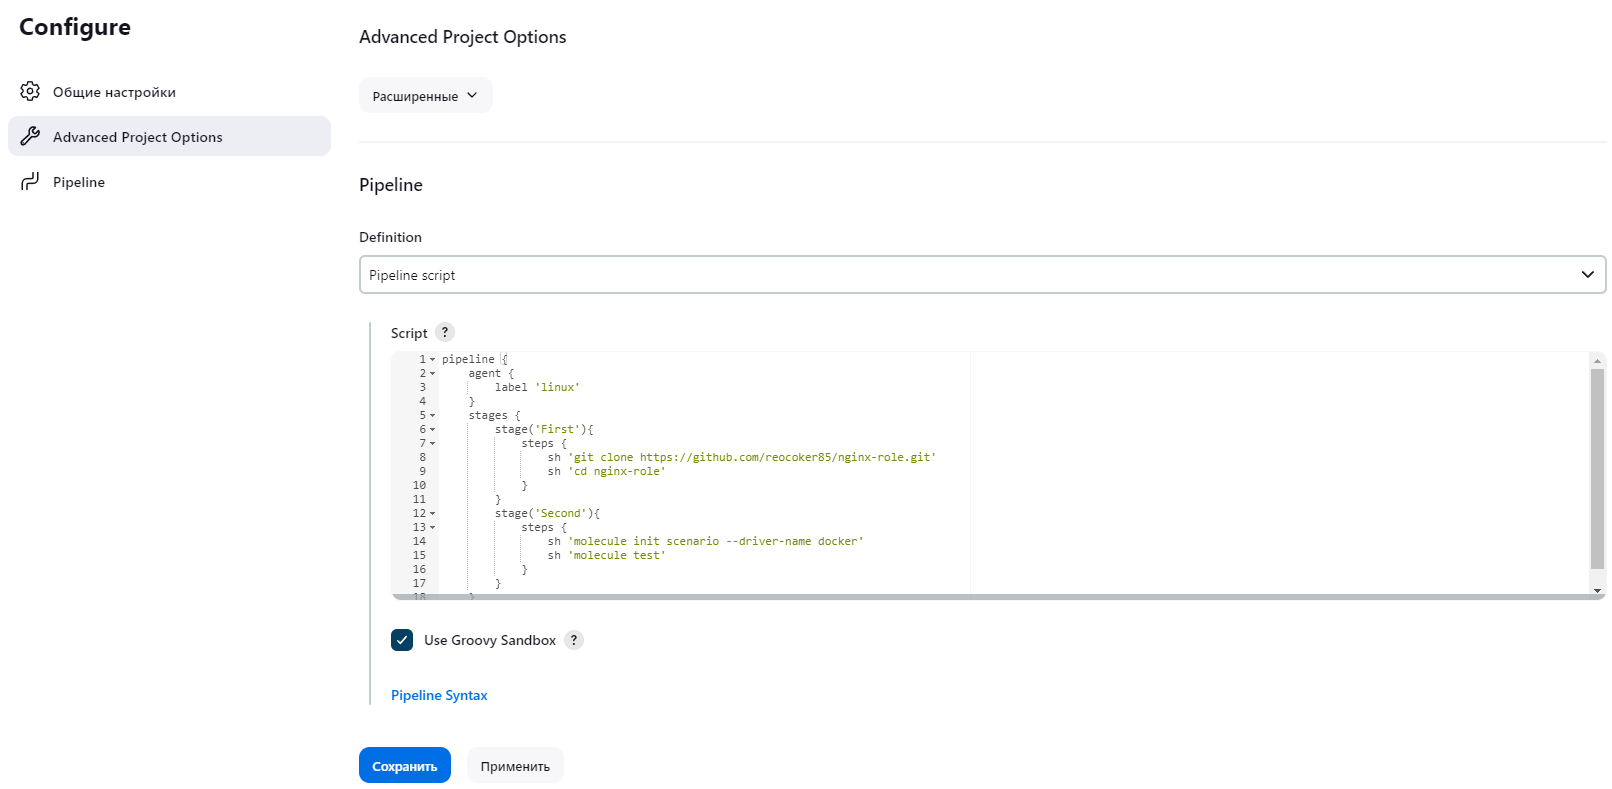 Configure
Общие настройки
Advanced Project Options
Pipeline
Advanced Project Options
Расширенные
Pipeline
Definition
Pipeline script
Script ?
1 pipeline {
2     agent {
3         label 'linux'
4     }
5     stages {
6         stage('First'){
7             steps {
8                 sh 'git clone https://github.com/reocoker85/nginx-role.git'
9                 sh 'cd nginx-role'
10             }
11         }
12         stage('Second'){
13             steps {
14                 sh 'molecule init scenario --driver-name docker'
15                 sh 'molecule test'
16             }
17         }
18     }
Use Groovy Sandbox ?
Pipeline Syntax
Сохранить
Применить